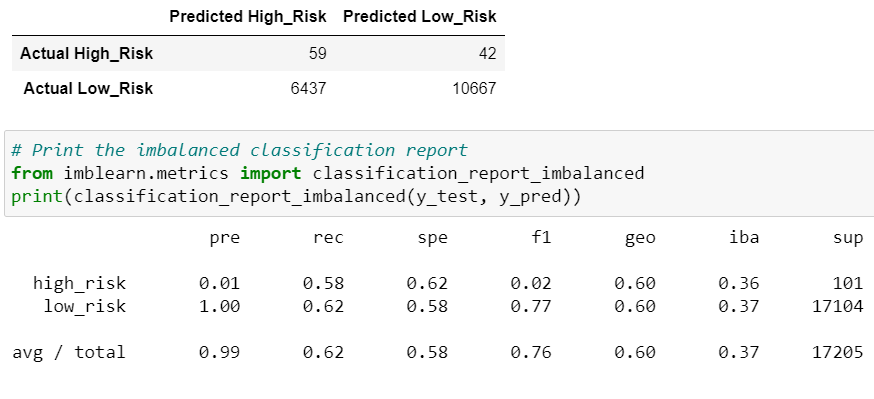 Predicted High_Risk Predicted Low_Risk
Actual High_Risk 59 42
Actual Low_Risk 6437 10667
# Print the imbalanced classification report
from imblearn.metrics import classification_report_imbalanced
print(classification_report_imbalanced(y_test, y_pred))
pre rec spe f1 geo iba sup
high_risk 0.01 0.58 0.62 0.02 0.60 0.36 101
low_risk 1.00 0.62 0.58 0.77 0.60 0.37 17104
avg / total 0.99 0.62 0.58 0.76 0.60 0.37 17205